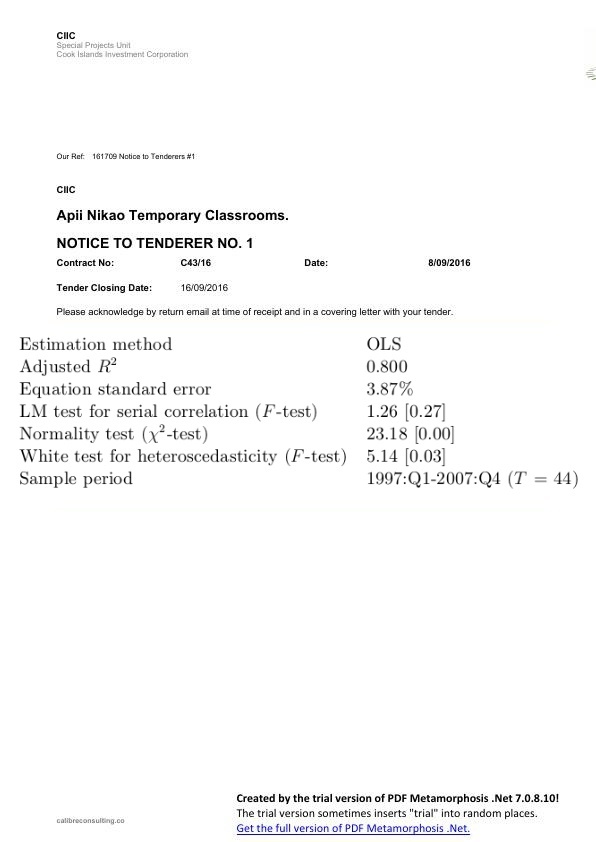 CIIC
Special Projects Unit
Cook Islands Investment Corporation
Our Ref: 161709 Notice to Tenderers #1
CIIC
Apii Nikao Temporary Classrooms.
NOTICE TO TENDERER NO. 1
Contract No: C43/16 Date: 8/09/2016
Tender Closing Date: 16/09/2016
Please acknowledge by return email at time of receipt and in a covering letter with your tender.
Estimation method OLS
Adjusted R² 0.800
Equation standard error 3.87%
LM test for serial correlation (F-test) 1.26 [0.27]
Normality test (χ²-test) 23.18 [0.00]
White test for heteroscedasticity (F-test) 5.14 [0.03]
Sample period 1997:Q1-2007:Q4 (T = 44)
Created by the trial version of PDF Metamorphosis .Net 7.0.8.10!
The trial version sometimes inserts "trial" into random places.
calibreconsulting.co
Get the full version of PDF Metamorphosis .Net.